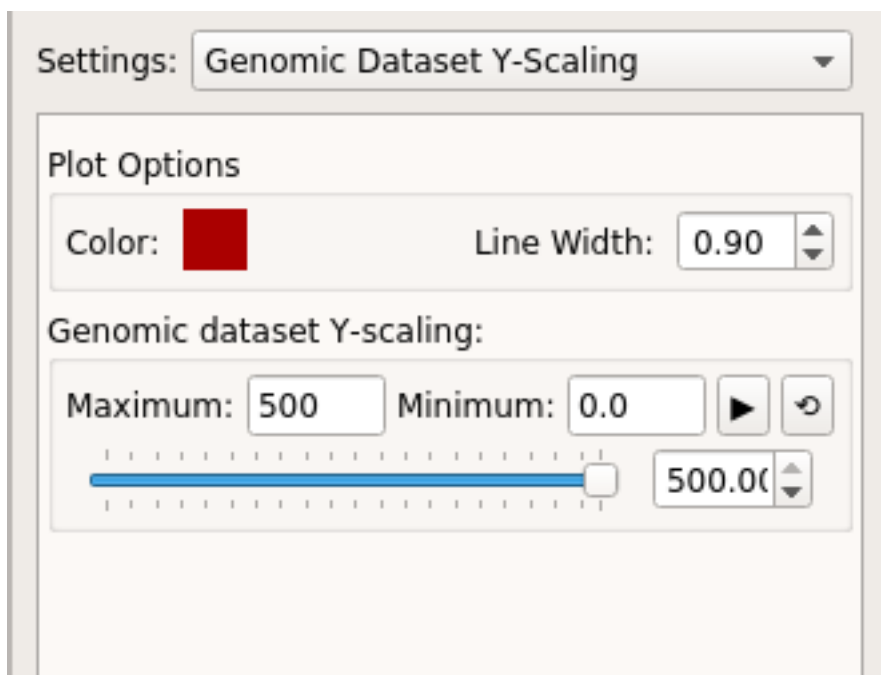 Settings: Genomic Dataset Y-Scaling
Plot Options
Color: Line Width: 0.90
Genomic dataset Y-scaling:
Maximum: 500 Minimum: 0.0
500.0